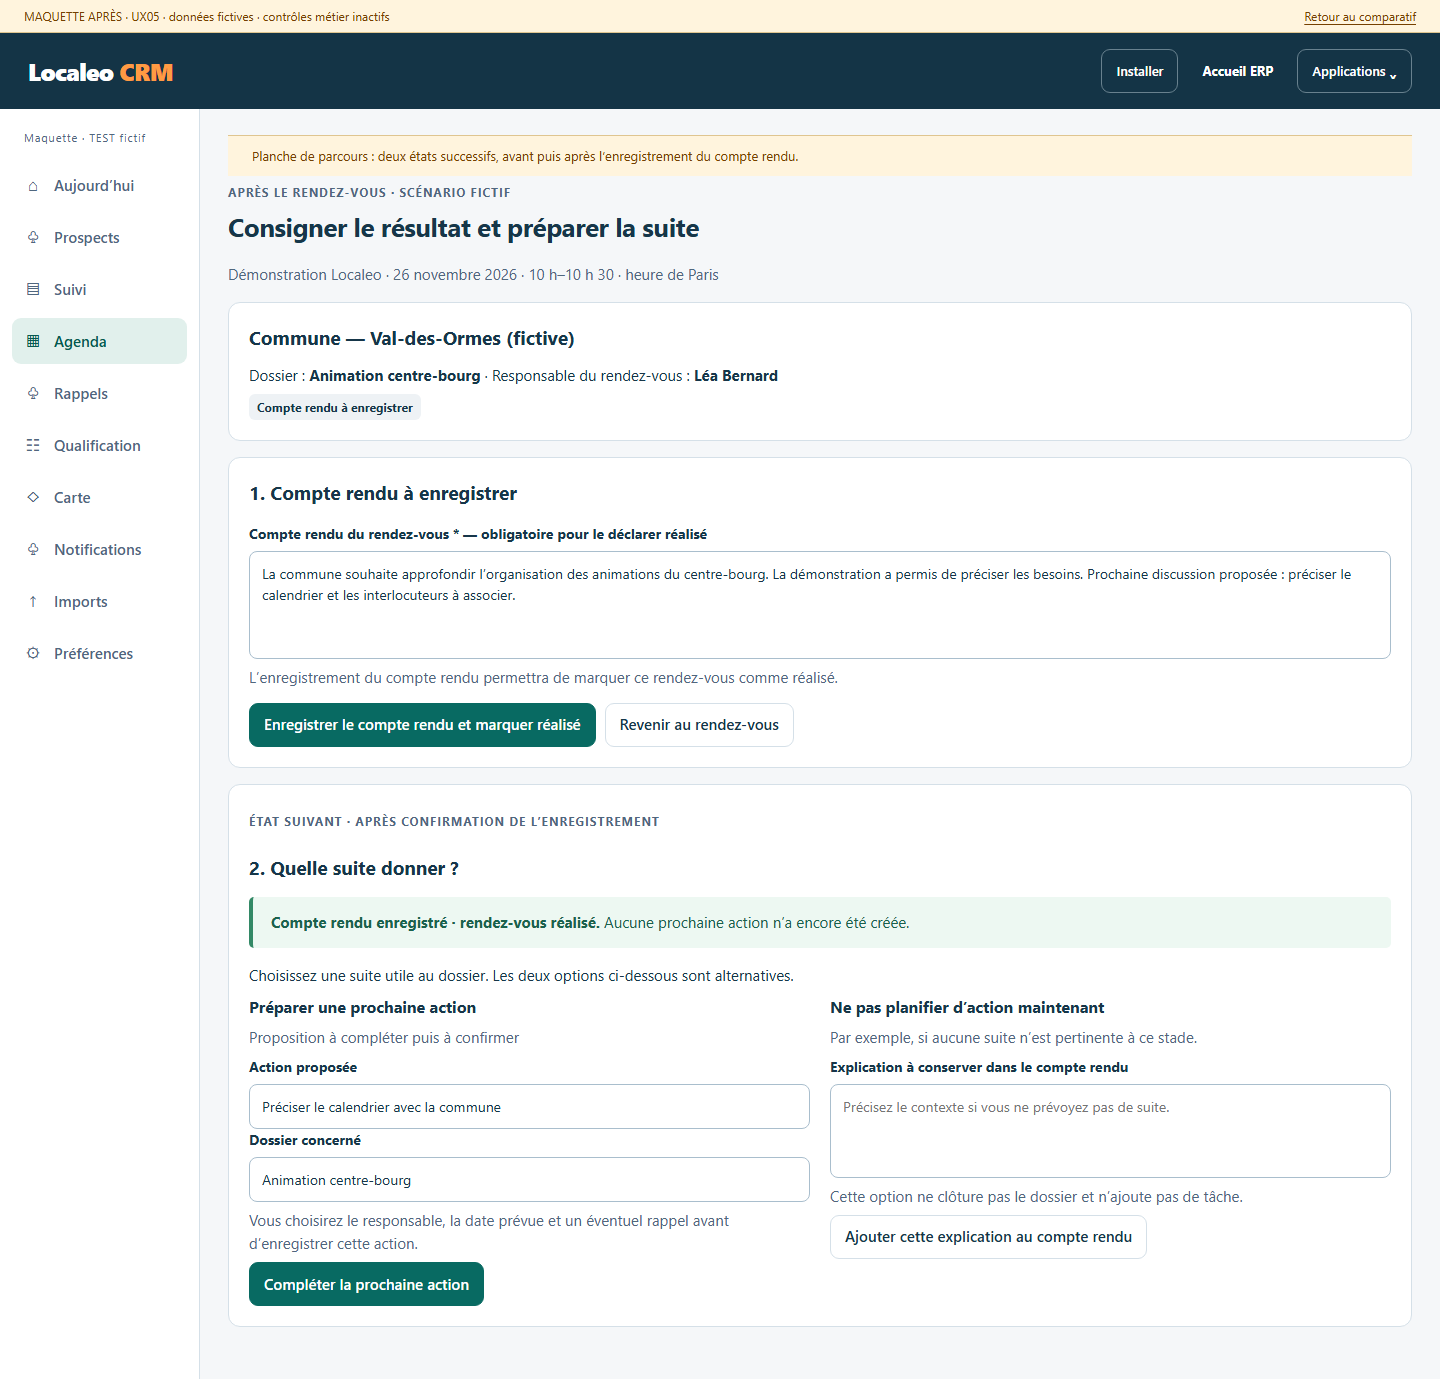 MAQUETTE APRÈS · UX05 · données fictives · contrôles métier inactifs
Retour au comparatif
Localeo CRM
Installer
Accueil ERP
Applications
Maquette · TEST fictif
Aujourd’hui
Prospects
Suivi
Agenda
Rappels
Qualification
Carte
Notifications
Imports
Préférences
Planche de parcours : deux états successifs, avant puis après l’enregistrement du compte rendu.
APRÈS LE RENDEZ-VOUS · SCÉNARIO FICTIF
Consigner le résultat et préparer la suite
Démonstration Localeo · 26 novembre 2026 · 10 h–10 h 30 · heure de Paris
Commune — Val-des-Ormes (fictive)
Dossier : Animation centre-bourg · Responsable du rendez-vous : Léa Bernard
Compte rendu à enregistrer
1. Compte rendu à enregistrer
Compte rendu du rendez-vous * — obligatoire pour le déclarer réalisé
La commune souhaite approfondir l’organisation des animations du centre-bourg. La démonstration a permis de préciser les besoins. Prochaine discussion proposée : préciser le
calendrier et les interlocuteurs à associer.
L’enregistrement du compte rendu permettra de marquer ce rendez-vous comme réalisé.
Enregistrer le compte rendu et marquer réalisé
Revenir au rendez-vous
ÉTAT SUIVANT · APRÈS CONFIRMATION DE L’ENREGISTREMENT
2. Quelle suite donner ?
Compte rendu enregistré · rendez-vous réalisé. Aucune prochaine action n’a encore été créée.
Choisissez une suite utile au dossier. Les deux options ci-dessous sont alternatives.
Préparer une prochaine action
Proposition à compléter puis à confirmer
Action proposée
Préciser le calendrier avec la commune
Dossier concerné
Animation centre-bourg
Vous choisirez le responsable, la date prévue et un éventuel rappel avant
d’enregistrer cette action.
Compléter la prochaine action
Ne pas planifier d’action maintenant
Par exemple, si aucune suite n’est pertinente à ce stade.
Explication à conserver dans le compte rendu
Précisez le contexte si vous ne prévoyez pas de suite.
Cette option ne clôture pas le dossier et n’ajoute pas de tâche.
Ajouter cette explication au compte rendu